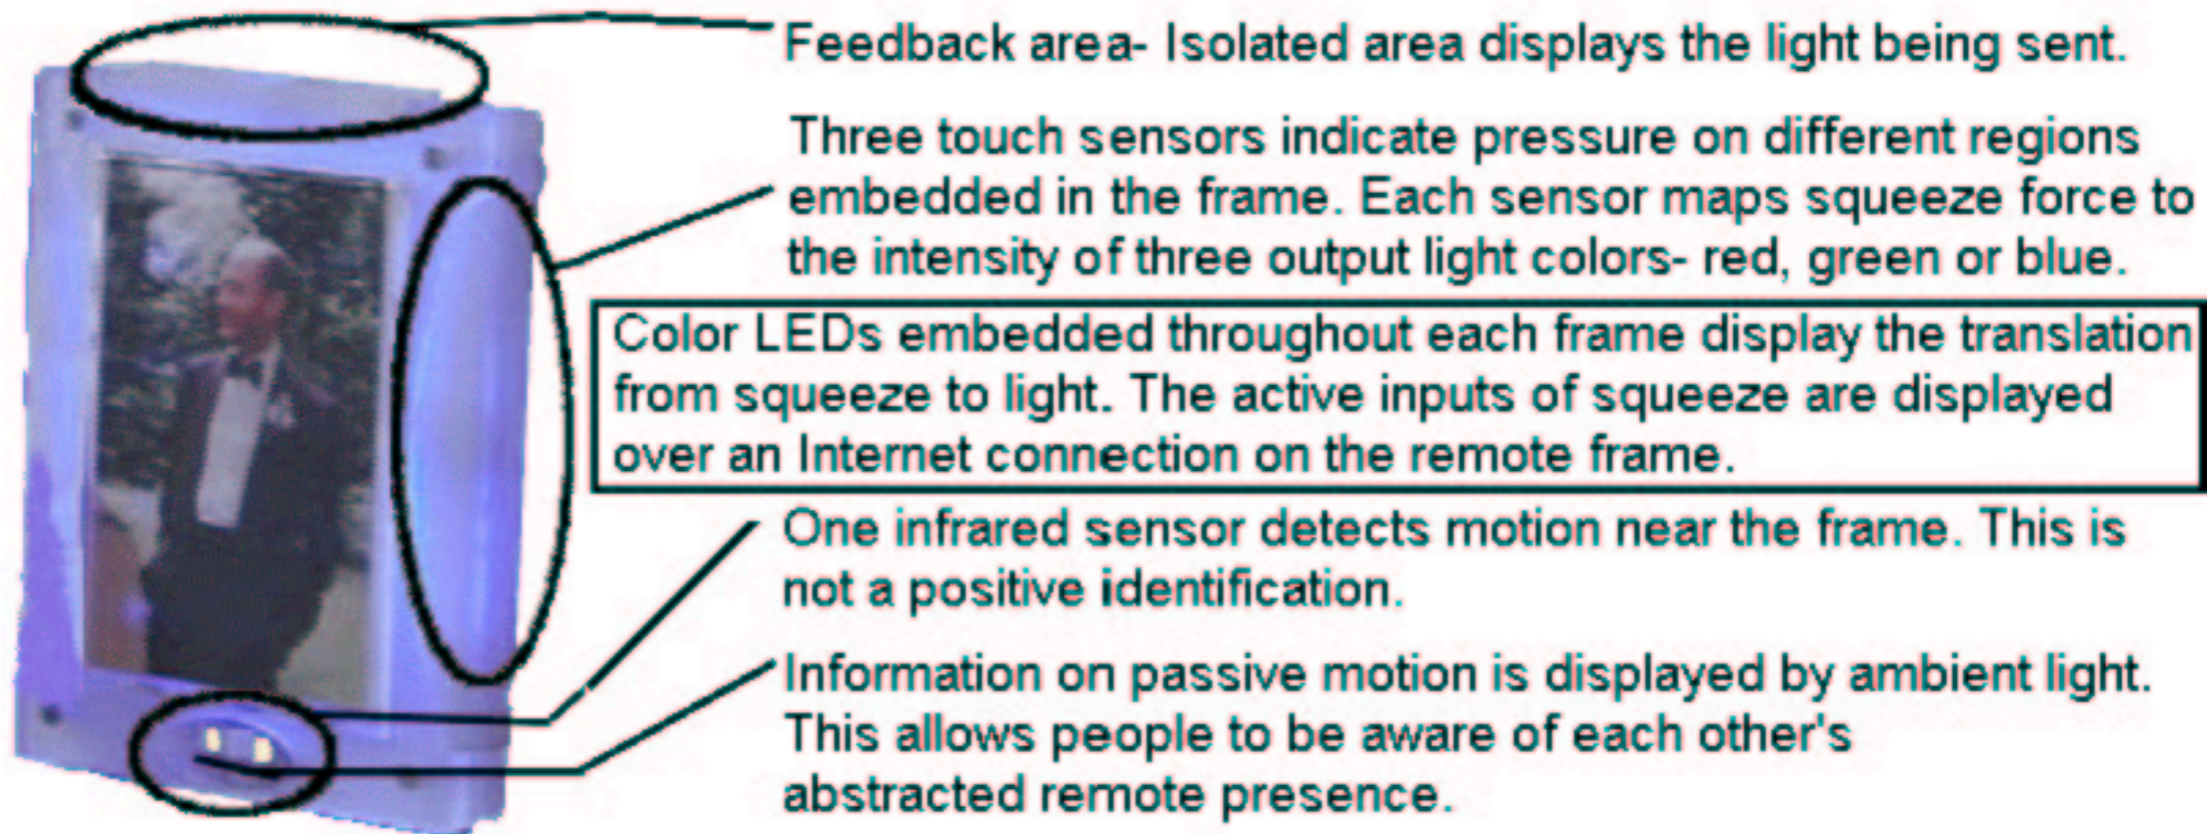 Feedback area- Isolated area displays the light being sent.
Three touch sensors indicate pressure on different regions
embedded in the frame. Each sensor maps squeeze force to
the intensity of three output light colors- red, green or blue.
Color LEDs embedded throughout each frame display the translation
from squeeze to light. The active inputs of squeeze are displayed
over an Internet connection on the remote frame.
One infrared sensor detects motion near the frame. This is
not a positive identification.
Information on passive motion is displayed by ambient light.
This allows people to be aware of each other's
abstracted remote presence.